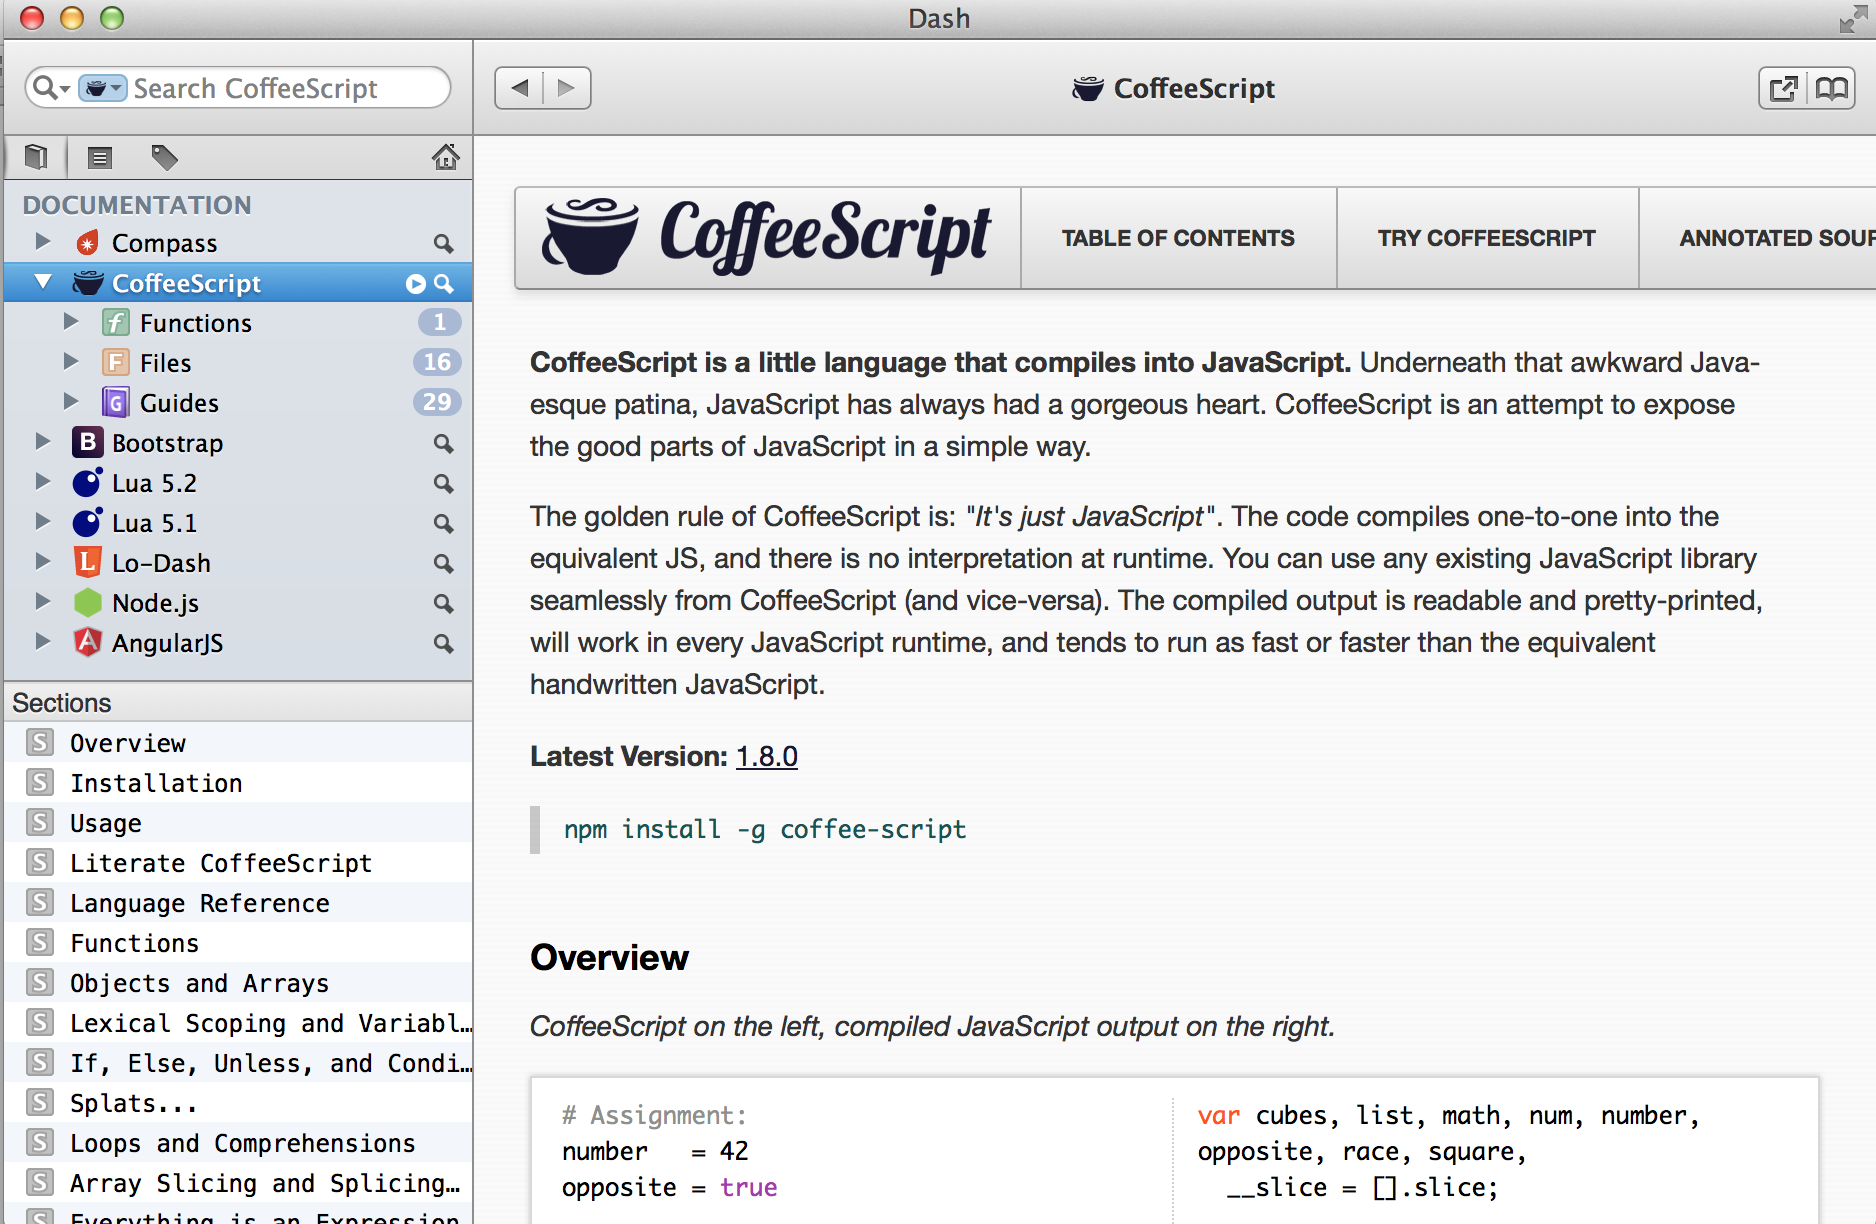 Dash
Search CoffeeScript
CoffeeScript
DOCUMENTATION
Compass
CoffeeScript
Functions 1
Files 16
Guides 29
Bootstrap
Lua 5.2
Lua 5.1
Lo-Dash
Node.js
AngularJS
Sections
Overview
Installation
Usage
Literate CoffeeScript
Language Reference
Functions
Objects and Arrays
Lexical Scoping and Variabl…
If, Else, Unless, and Condi…
Splats...
Loops and Comprehensions
Array Slicing and Splicing…
Everything is an Expression
CoffeeScript
TABLE OF CONTENTS
TRY COFFEESCRIPT
ANNOTATED SOUR
CoffeeScript is a little language that compiles into JavaScript. Underneath that awkward Java-
esque patina, JavaScript has always had a gorgeous heart. CoffeeScript is an attempt to expose
the good parts of JavaScript in a simple way.
The golden rule of CoffeeScript is: "It's just JavaScript". The code compiles one-to-one into the
equivalent JS, and there is no interpretation at runtime. You can use any existing JavaScript library
seamlessly from CoffeeScript (and vice-versa). The compiled output is readable and pretty-printed,
will work in every JavaScript runtime, and tends to run as fast or faster than the equivalent
handwritten JavaScript.
Latest Version: 1.8.0
npm install -g coffee-script
Overview
CoffeeScript on the left, compiled JavaScript output on the right.
# Assignment:
number   = 42
opposite = true
var cubes, list, math, num, number,
opposite, race, square,
  __slice = [].slice;